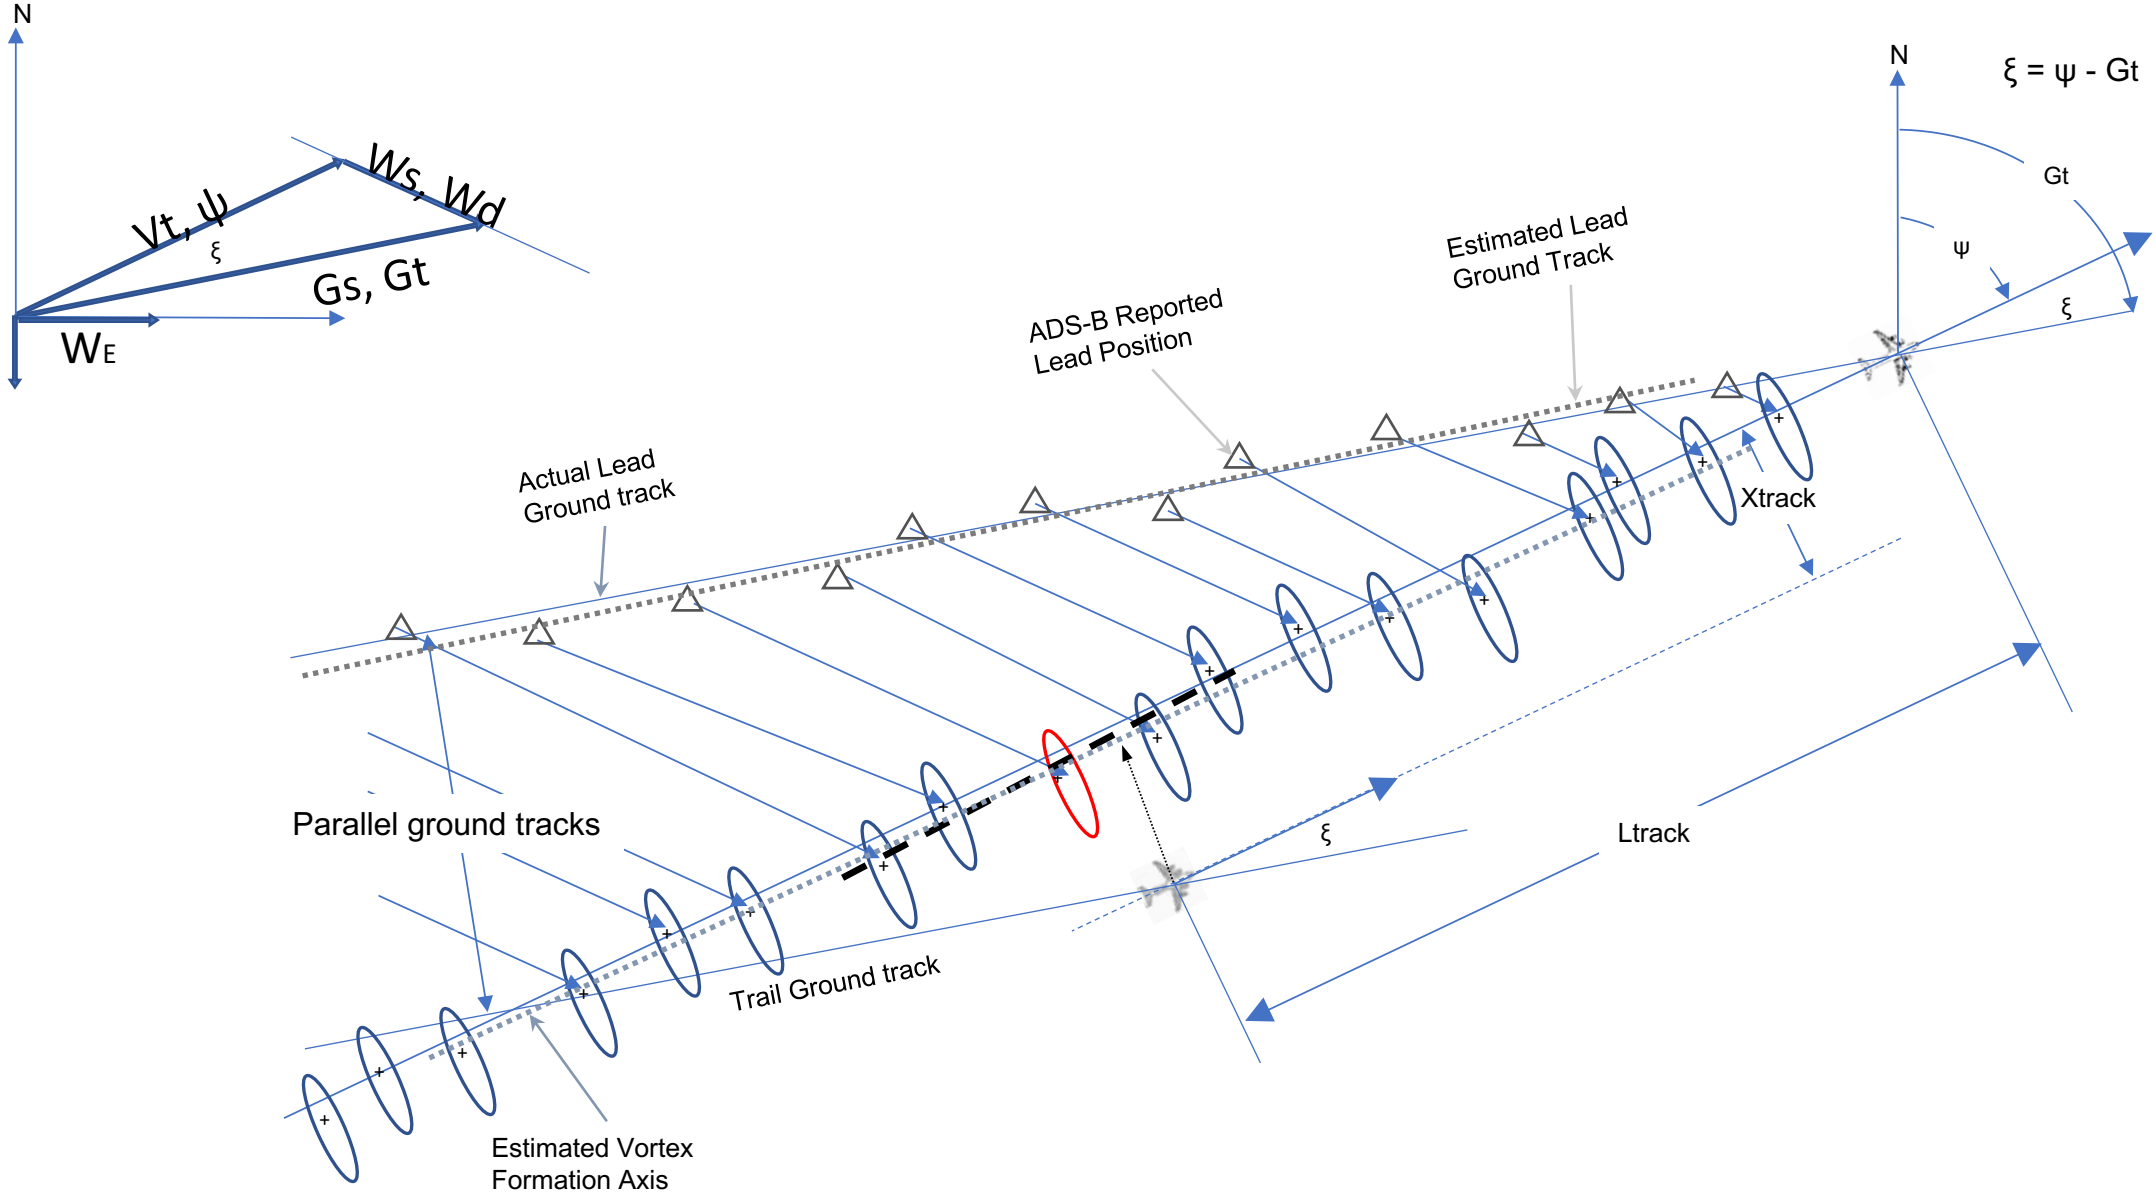 N
Vt, ψ
Ws, Wd
ξ
Gs, Gt
WE
N
ξ = ψ - Gt
Gt
ψ
ξ
Estimated Lead
Ground Track
ADS-B Reported
Lead Position
Actual Lead
Ground track
Xtrack
Parallel ground tracks
ξ
Ltrack
Trail Ground track
Estimated Vortex
Formation Axis